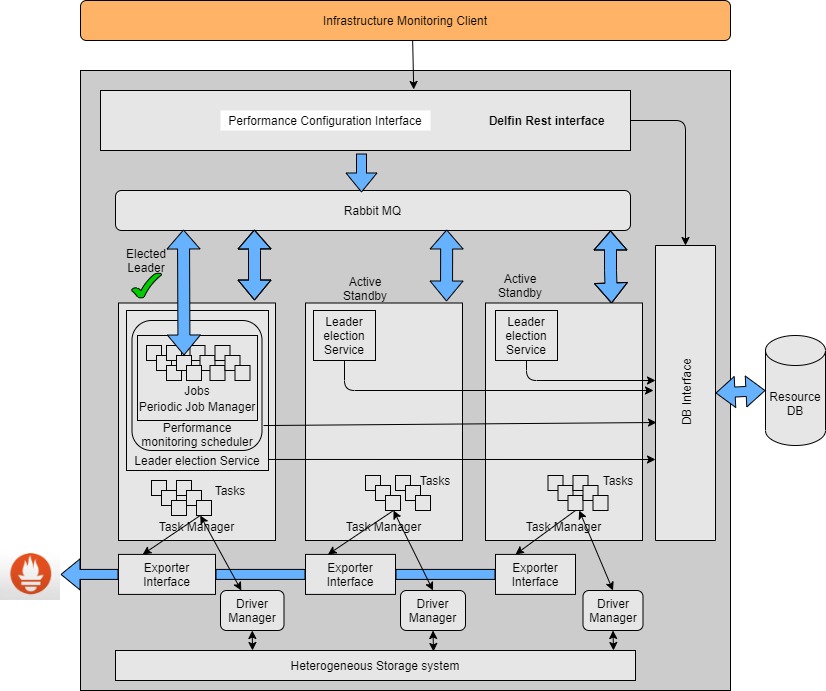 Infrastructure Monitoring Client
Performance Configuration Interface
Delfin Rest interface
Rabbit MQ
Elected
Leader
Active
Standby
Active
Standby
Leader
election
Service
Leader
election
Service
Jobs
Periodic Job Manager
Performance
monitoring scheduler
Leader election Service
DB Interface
Resource
DB
Tasks
Task Manager
Tasks
Task Manager
Tasks
Task Manager
Exporter
Interface
Exporter
Interface
Exporter
Interface
Driver
Manager
Driver
Manager
Driver
Manager
Heterogeneous Storage system